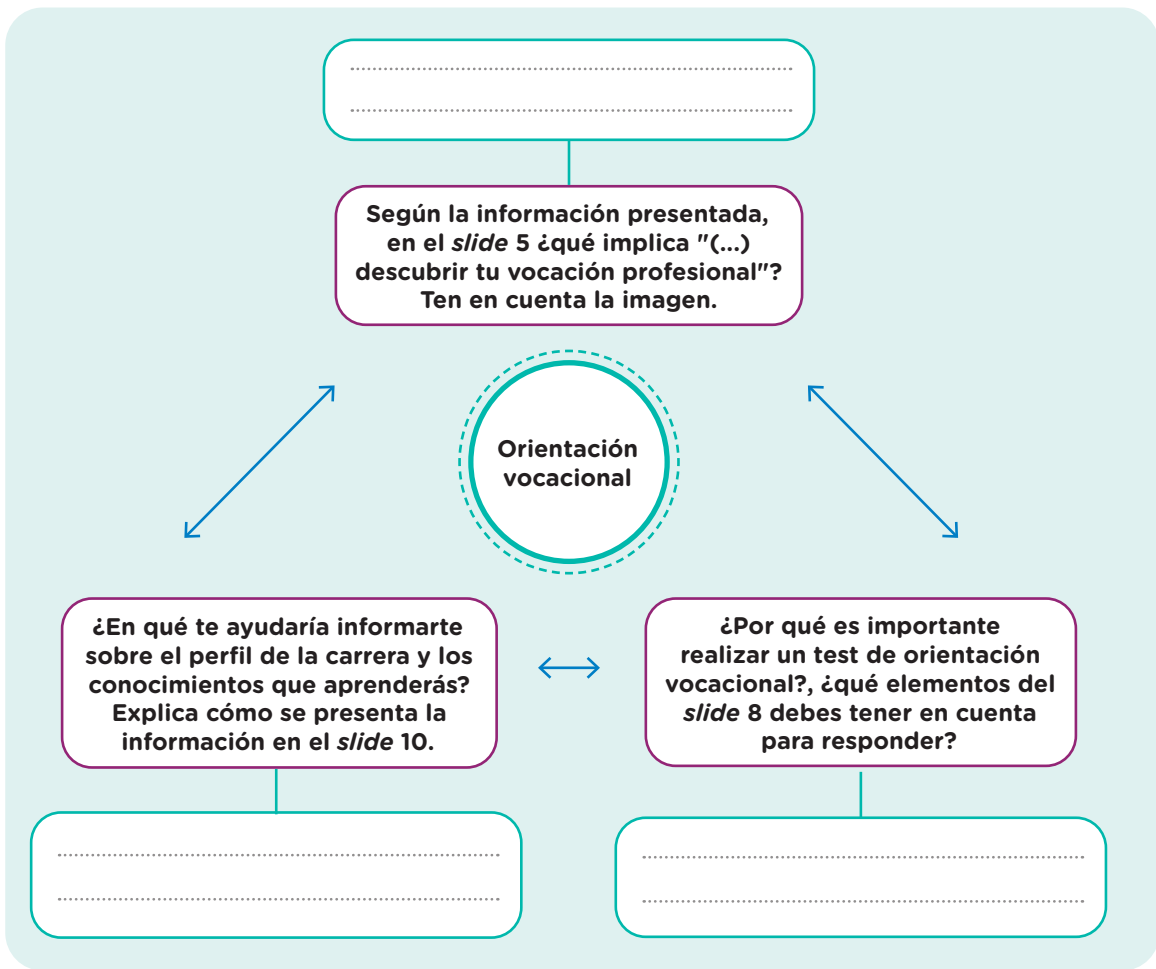 Según la información presentada,
en el slide 5 ¿qué implica "(...)
descubrir tu vocación profesional"?
Ten en cuenta la imagen.
Orientación
vocacional
¿En qué te ayudaría informarte
sobre el perfil de la carrera y los
conocimientos que aprenderás?
Explica cómo se presenta la
información en el slide 10.
¿Por qué es importante
realizar un test de orientación
vocacional?, ¿qué elementos del
slide 8 debes tener en cuenta
para responder?